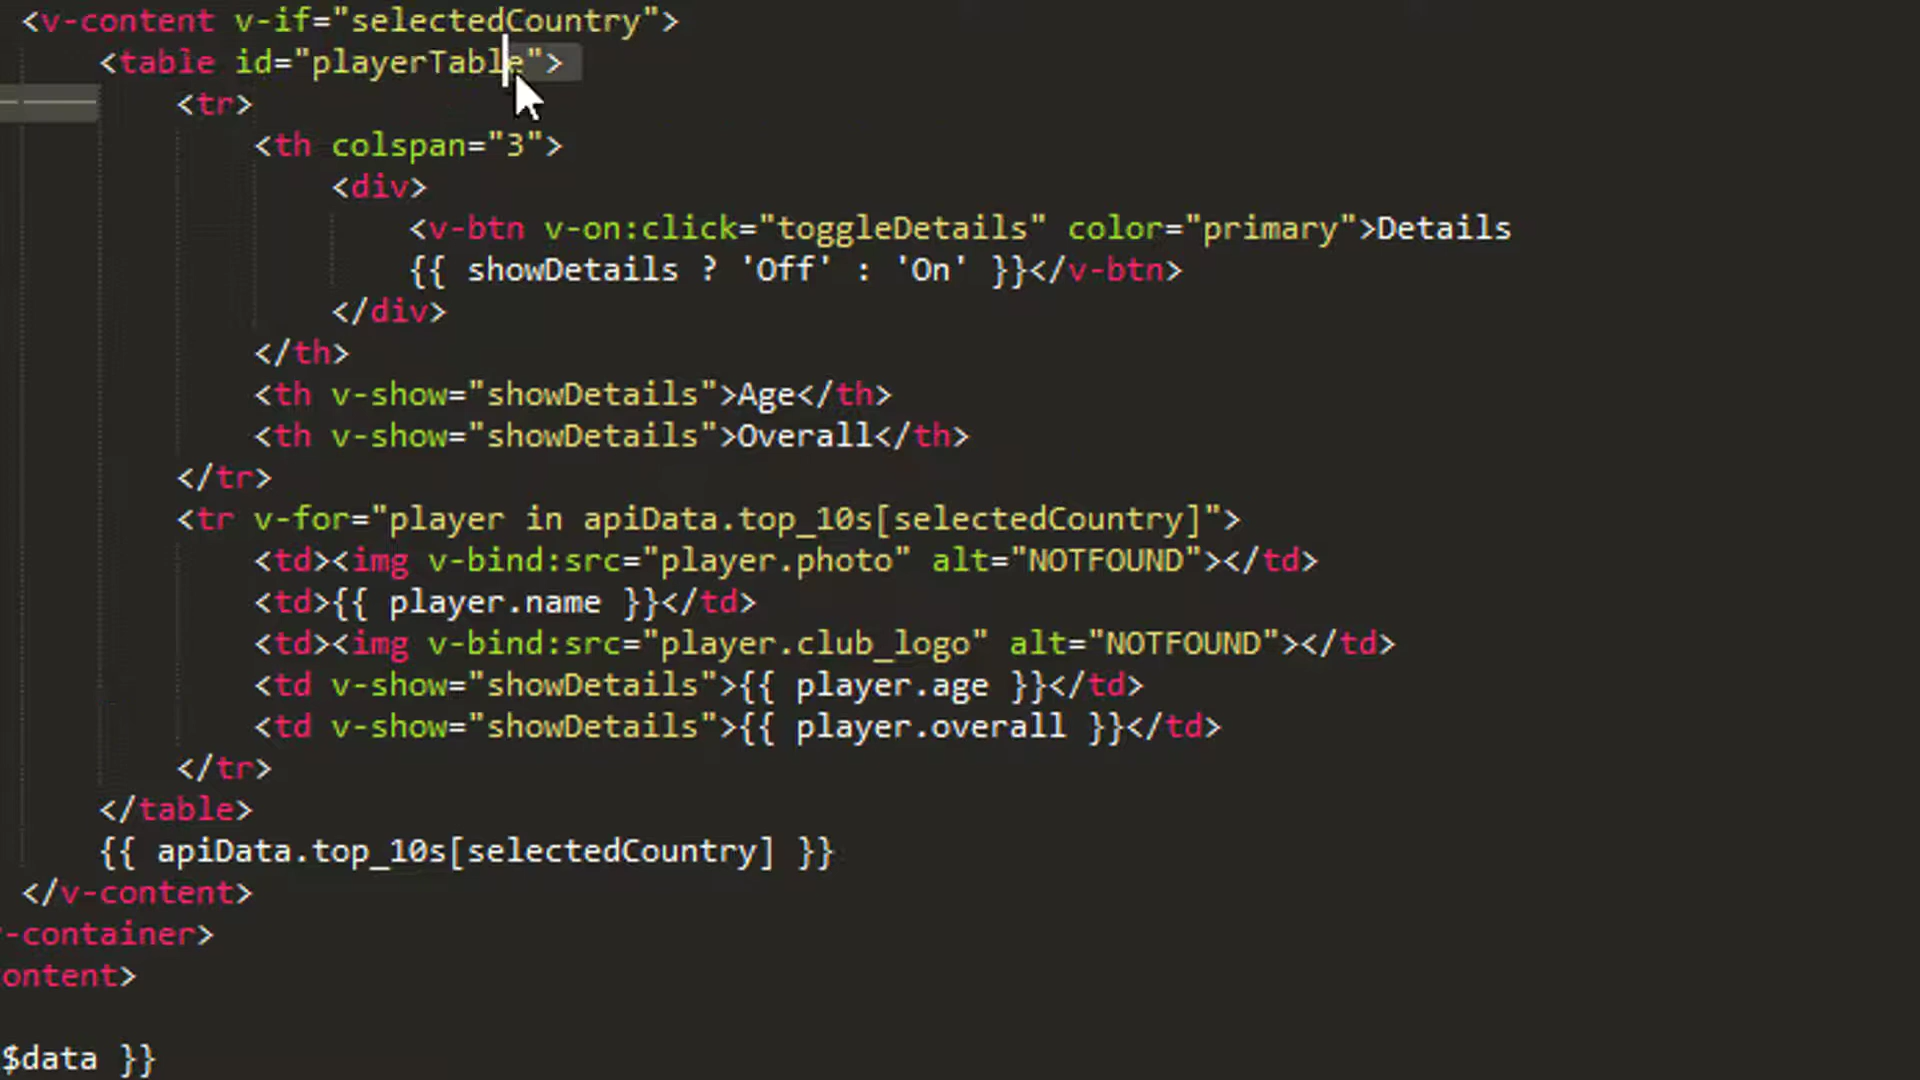 <v-content v-if="selectedCountry">
<table id="playerTable">
<tr>
<th colspan="3">
<div>
<v-btn v-on:click="toggleDetails" color="primary">Details
{{ showDetails ? 'Off' : 'On' }}</v-btn>
</div>
</th>
<th v-show="showDetails">Age</th>
<th v-show="showDetails">Overall</th>
</tr>
<tr v-for="player in apiData.top_10s[selectedCountry]">
<td><img v-bind:src="player.photo" alt="NOTFOUND"></td>
<td>{{ player.name }}</td>
<td><img v-bind:src="player.club_logo" alt="NOTFOUND"></td>
<td v-show="showDetails">{{ player.age }}</td>
<td v-show="showDetails">{{ player.overall }}</td>
</tr>
</table>
{{ apiData.top_10s[selectedCountry] }}
</v-content>
-container>
ontent>
$data }}